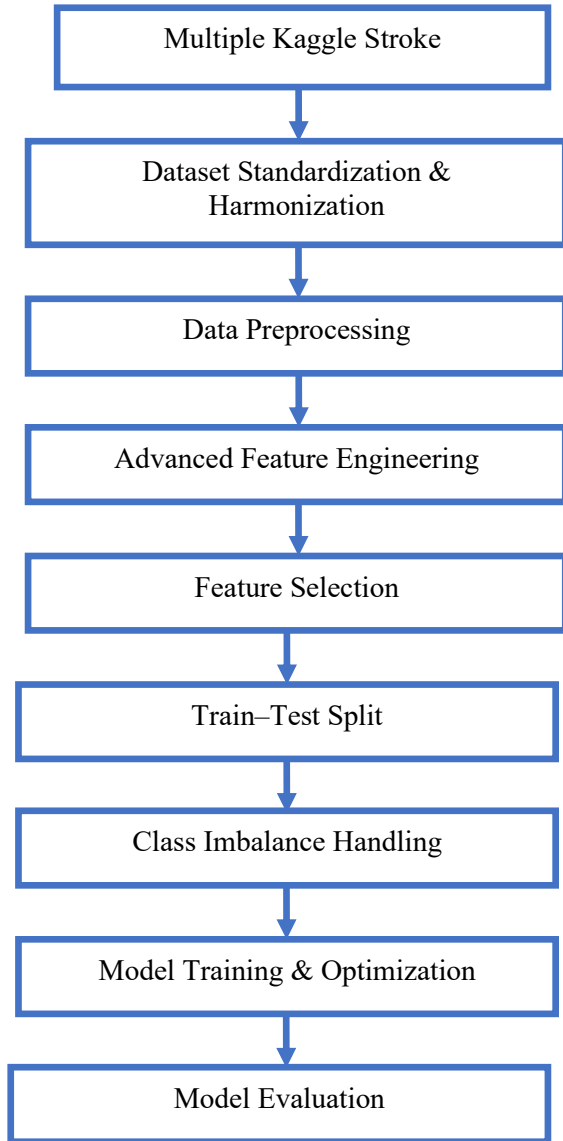 Multiple Kaggle Stroke
Dataset Standardization &
Harmonization
Data Preprocessing
Advanced Feature Engineering
Feature Selection
Train–Test Split
Class Imbalance Handling
Model Training & Optimization
Model Evaluation